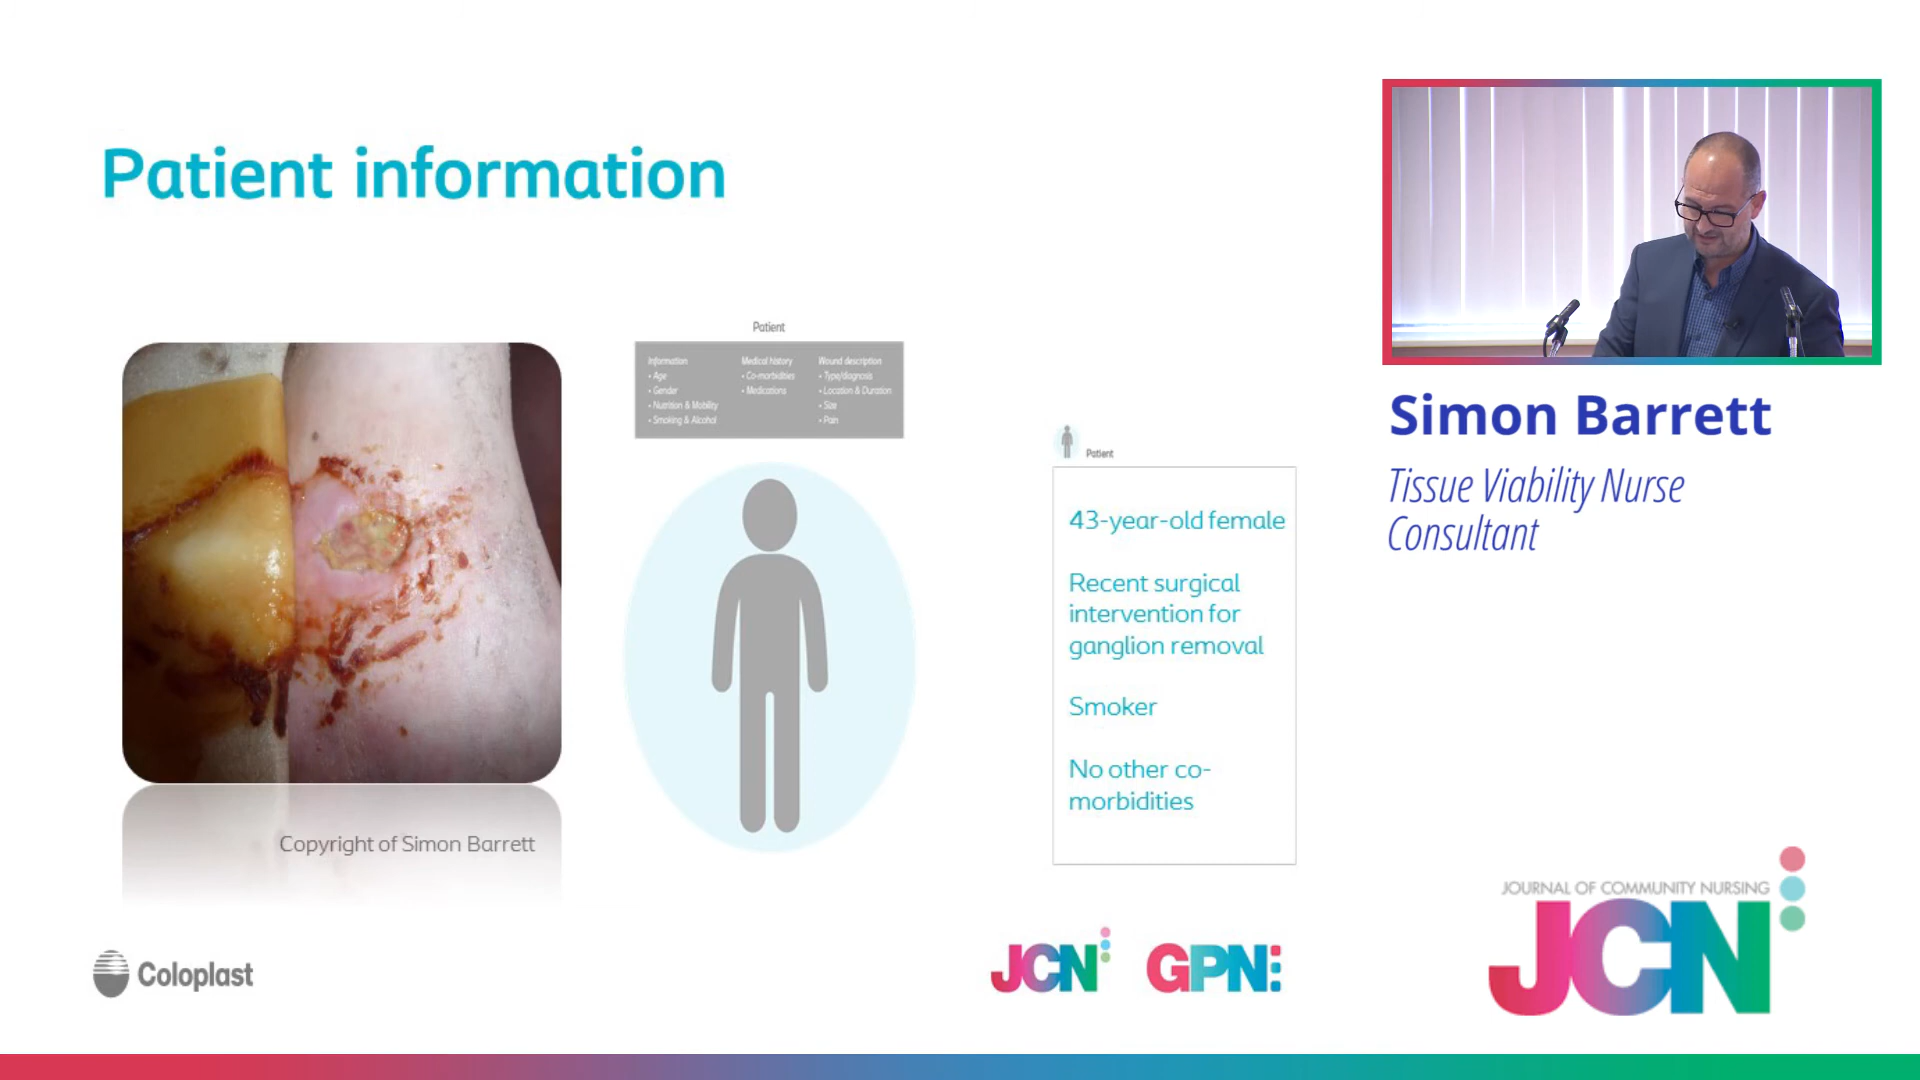 Patient information
Patient
Information
• Age
• Gender
• Nutrition & Mobility
• Smoking & Alcohol
Medical history
• Co-morbidities
• Medications
Wound description
• Type/diagnosis
• Location & Duration
• Size
• Pain
Patient
43-year-old female
Recent surgical
intervention for
ganglion removal
Smoker
No other co-
morbidities
Copyright of Simon Barrett
Coloplast
JCN
GPN
Simon Barrett
Tissue Viability Nurse
Consultant
JOURNAL OF COMMUNITY NURSING
JCN